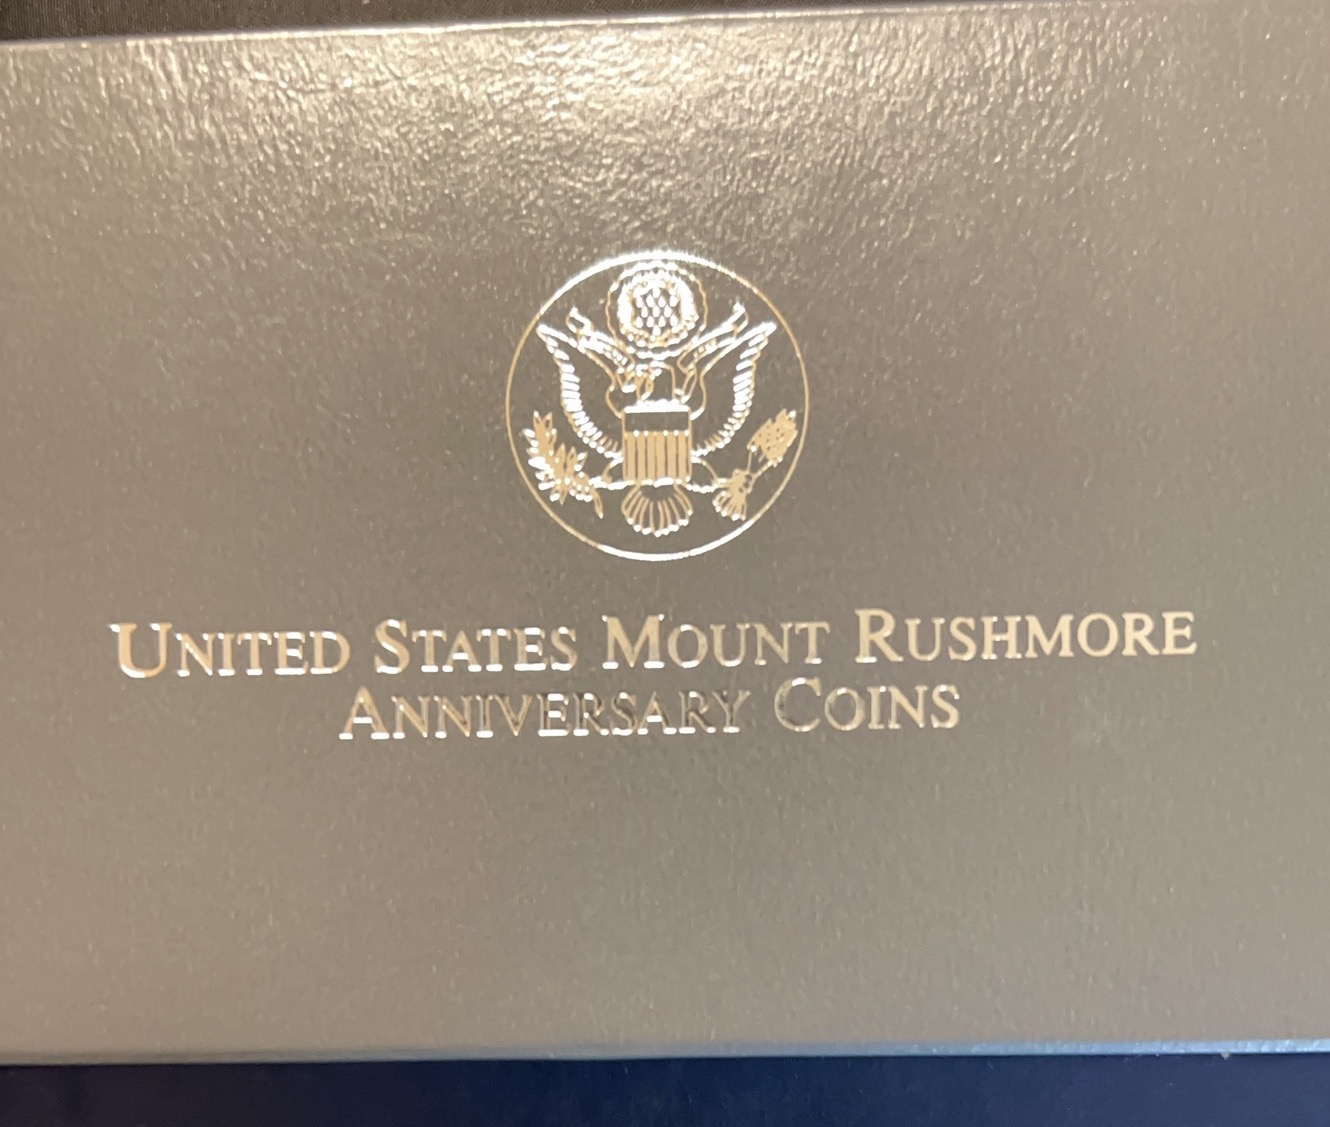 United States Mount Rushmore
Anniversary Coins